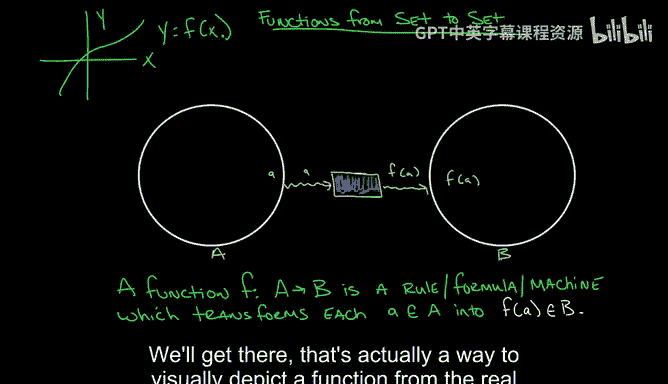 Functions from Set to Set
GPT中英字幕课程资源 bilibili
y
y=f(x.)
x
a
a
f(a)
f(a)
A
B
A function f: A→B is a rule/formula/machine
which transforms each a ∈ A into f(a) ∈ B.
We'll get there, that's actually a way to
visually depict a function from the real